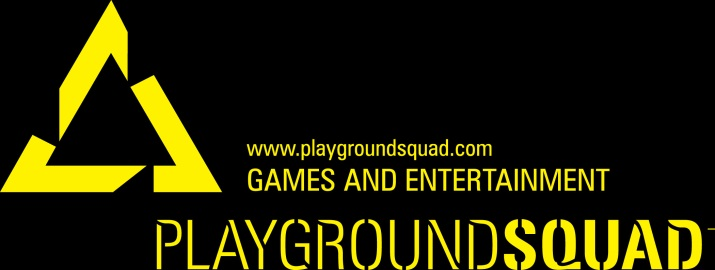 www.playgroundsquad.com
GAMES AND ENTERTAINMENT
PLAYGROUNDSQUAD